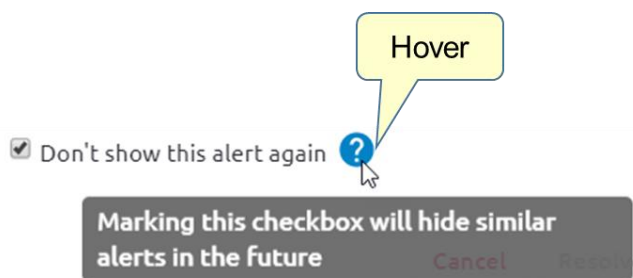 Hover
Don't show this alert again ?
Marking this checkbox will hide similar
alerts in the future
Cancel